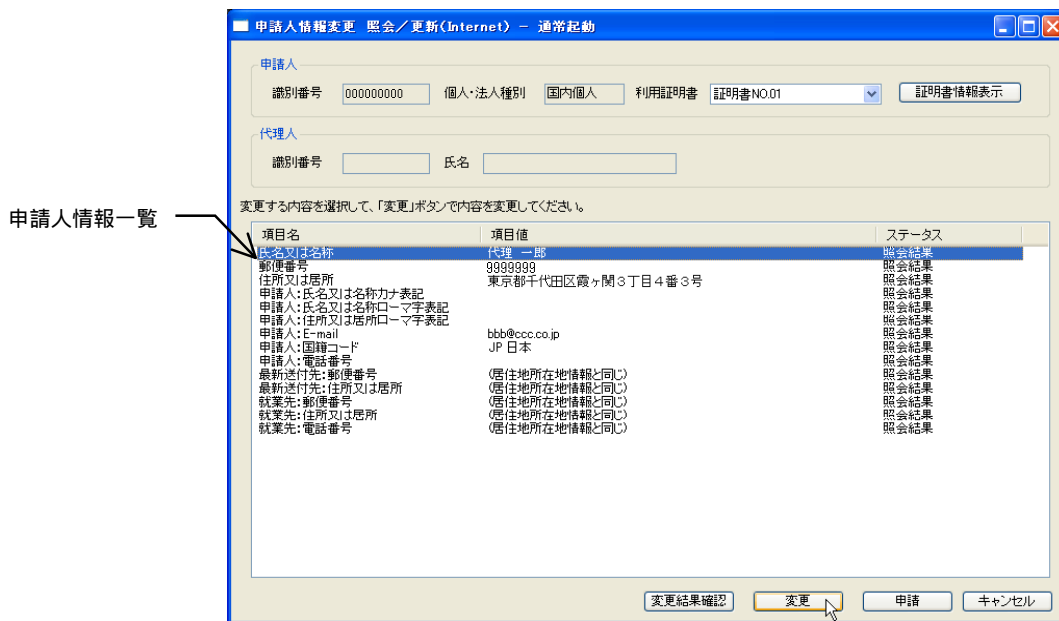 申請人情報変更 照会／更新(Internet) － 通常起動
申請人
識別番号 000000000 個人・法人種別 国内個人 利用証明書 証明書NO.01 証明書情報表示
代理人
識別番号 氏名
申請人情報一覧
変更する内容を選択して、「変更」ボタンで内容を変更してください。
項目名 項目値 ステータス
氏名又は名称 代理 一郎 照会結果
郵便番号 9999999 照会結果
住所又は居所 東京都千代田区霞ヶ関３丁目４番３号 照会結果
申請人:氏名又は名称カナ表記 照会結果
申請人:氏名又は名称ローマ字表記 照会結果
申請人:住所又は居所ローマ字表記 照会結果
申請人:E-mail bbb@ccc.co.jp 照会結果
申請人:国籍コード JP 日本 照会結果
申請人:電話番号 照会結果
最新送付先:郵便番号 (居住地所在地情報と同じ) 照会結果
最新送付先:住所又は居所 (居住地所在地情報と同じ) 照会結果
就業先:郵便番号 (居住地所在地情報と同じ) 照会結果
就業先:住所又は居所 (居住地所在地情報と同じ) 照会結果
就業先:電話番号 (居住地所在地情報と同じ) 照会結果
変更結果確認 変更 申請 キャンセル